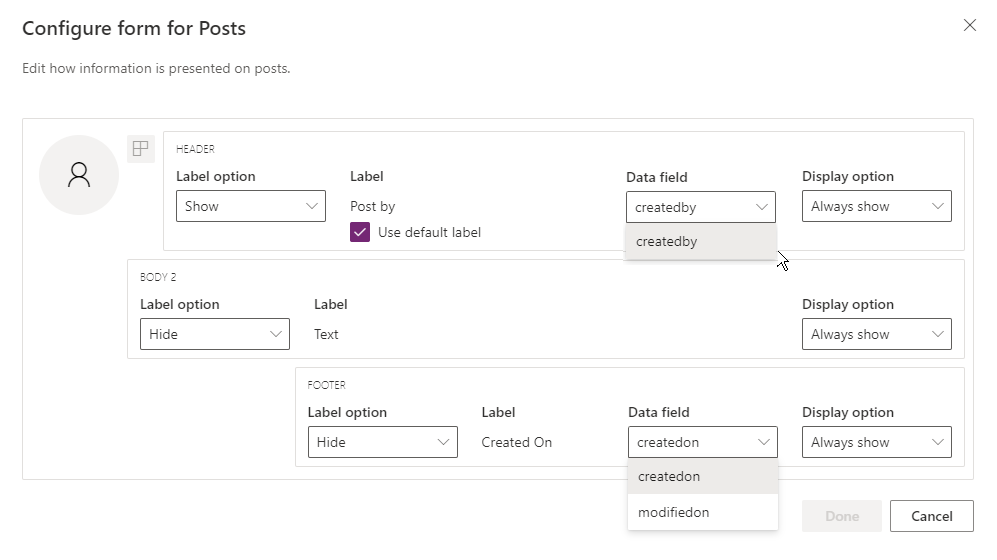 Configure form for Posts
Edit how information is presented on posts.
HEADER
Label option Label Data field Display option
Show Post by createdby Always show
Use default label
createdby
BODY 2
Label option Label Display option
Hide Text Always show
FOOTER
Label option Label Data field Display option
Hide Created On createdon Always show
createdon
modifiedon
Done Cancel